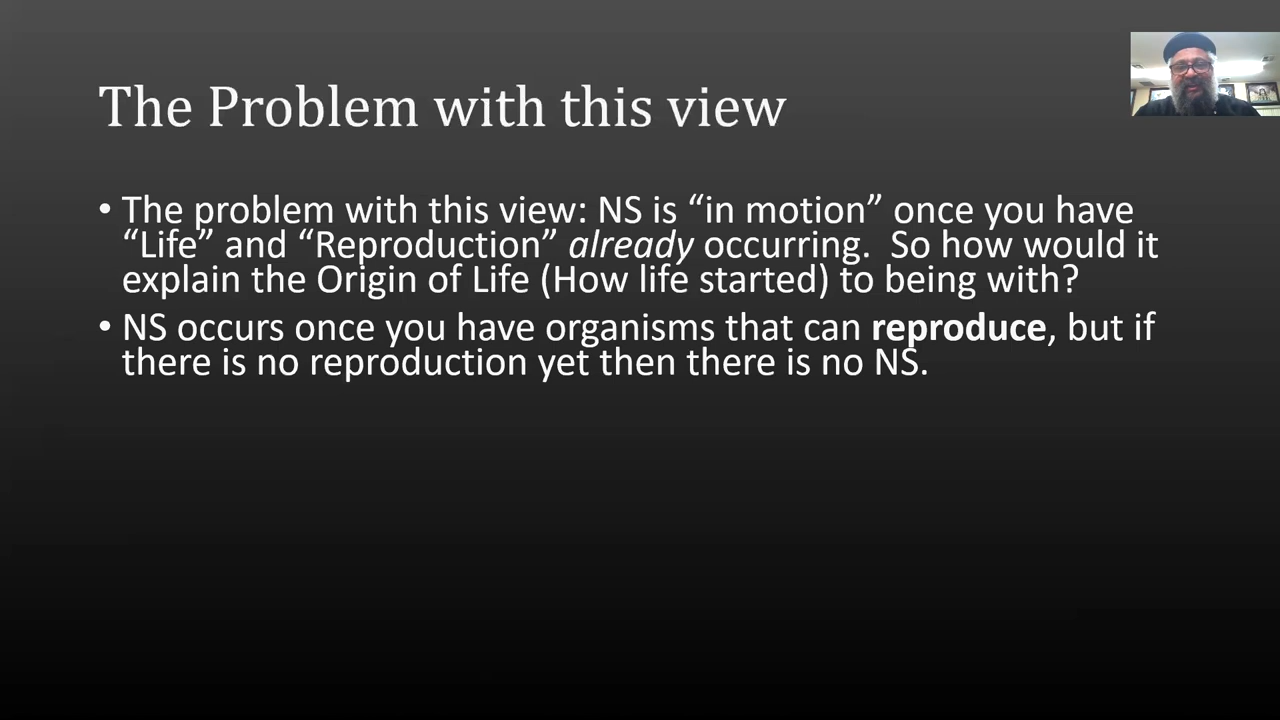 The Problem with this view
• The problem with this view: NS is “in motion” once you have
“Life” and “Reproduction” already occurring.  So how would it
explain the Origin of Life (How life started) to being with?
• NS occurs once you have organisms that can reproduce, but if
there is no reproduction yet then there is no NS.